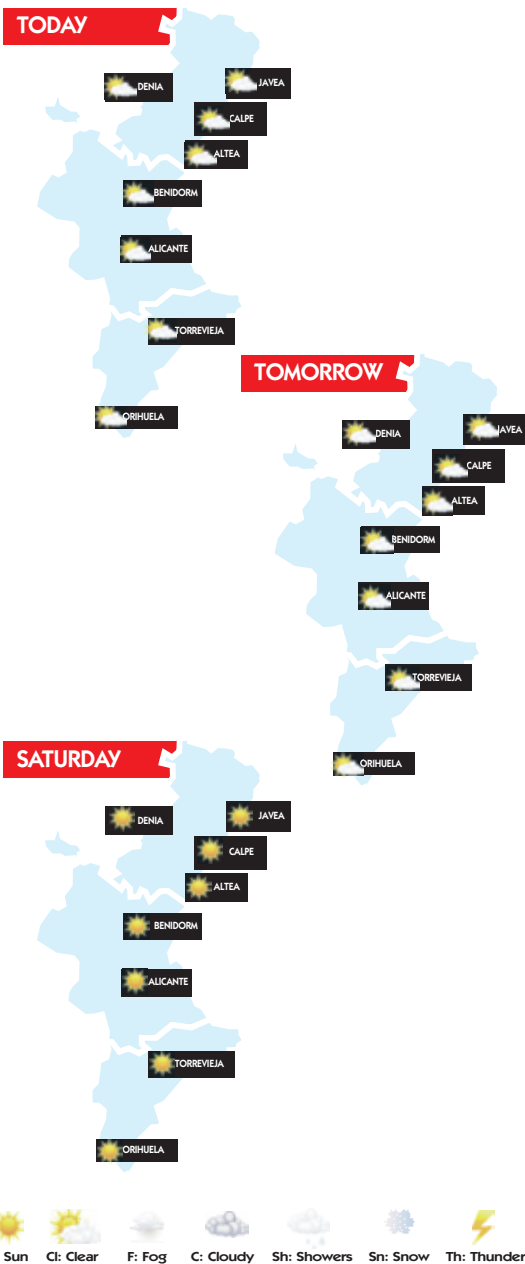 TODAY
DENIA
JAVEA
CALPE
ALTEA
BENIDORM
ALICANTE
TORREVIEJA
ORIHUELA
TOMORROW
DENIA
JAVEA
CALPE
ALTEA
BENIDORM
ALICANTE
TORREVIEJA
ORIHUELA
SATURDAY
DENIA
JAVEA
CALPE
ALTEA
BENIDORM
ALICANTE
TORREVIEJA
ORIHUELA
Sun Cl: Clear F: Fog C: Cloudy Sh: Showers Sn: Snow Th: Thunder